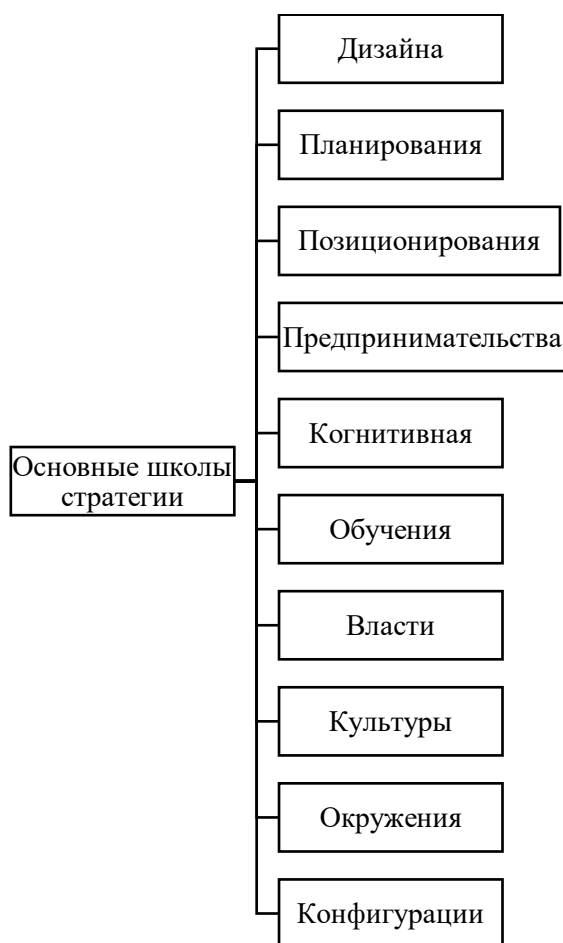 Дизайна
Планирования
Позиционирования
Предпринимательства
Когнитивная
Основные школы
стратегии
Обучения
Власти
Культуры
Окружения
Конфигурации